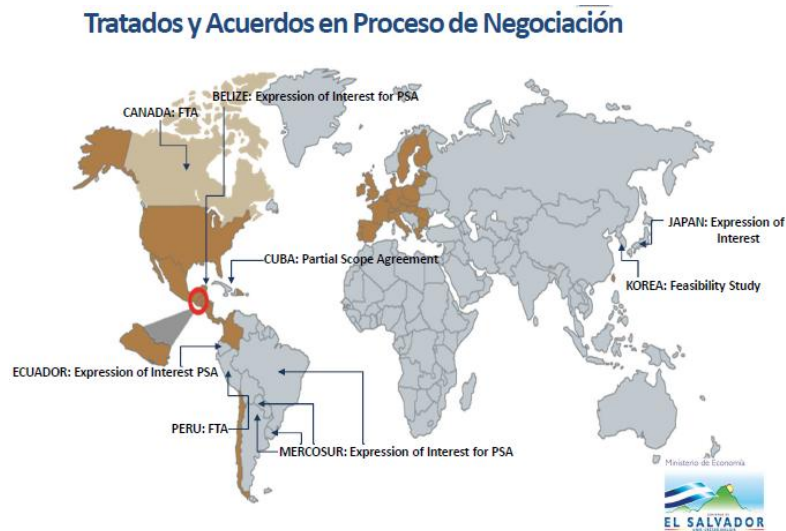 Tratados y Acuerdos en Proceso de Negociación
BELIZE: Expression of Interest for PSA
CANADA: FTA
JAPAN: Expression of
Interest
CUBA: Partial Scope Agreement
KOREA: Feasibility Study
ECUADOR: Expression of Interest PSA
PERU: FTA
MERCOSUR: Expression of Interest for PSA
Ministerio de Economía
EL SALVADOR